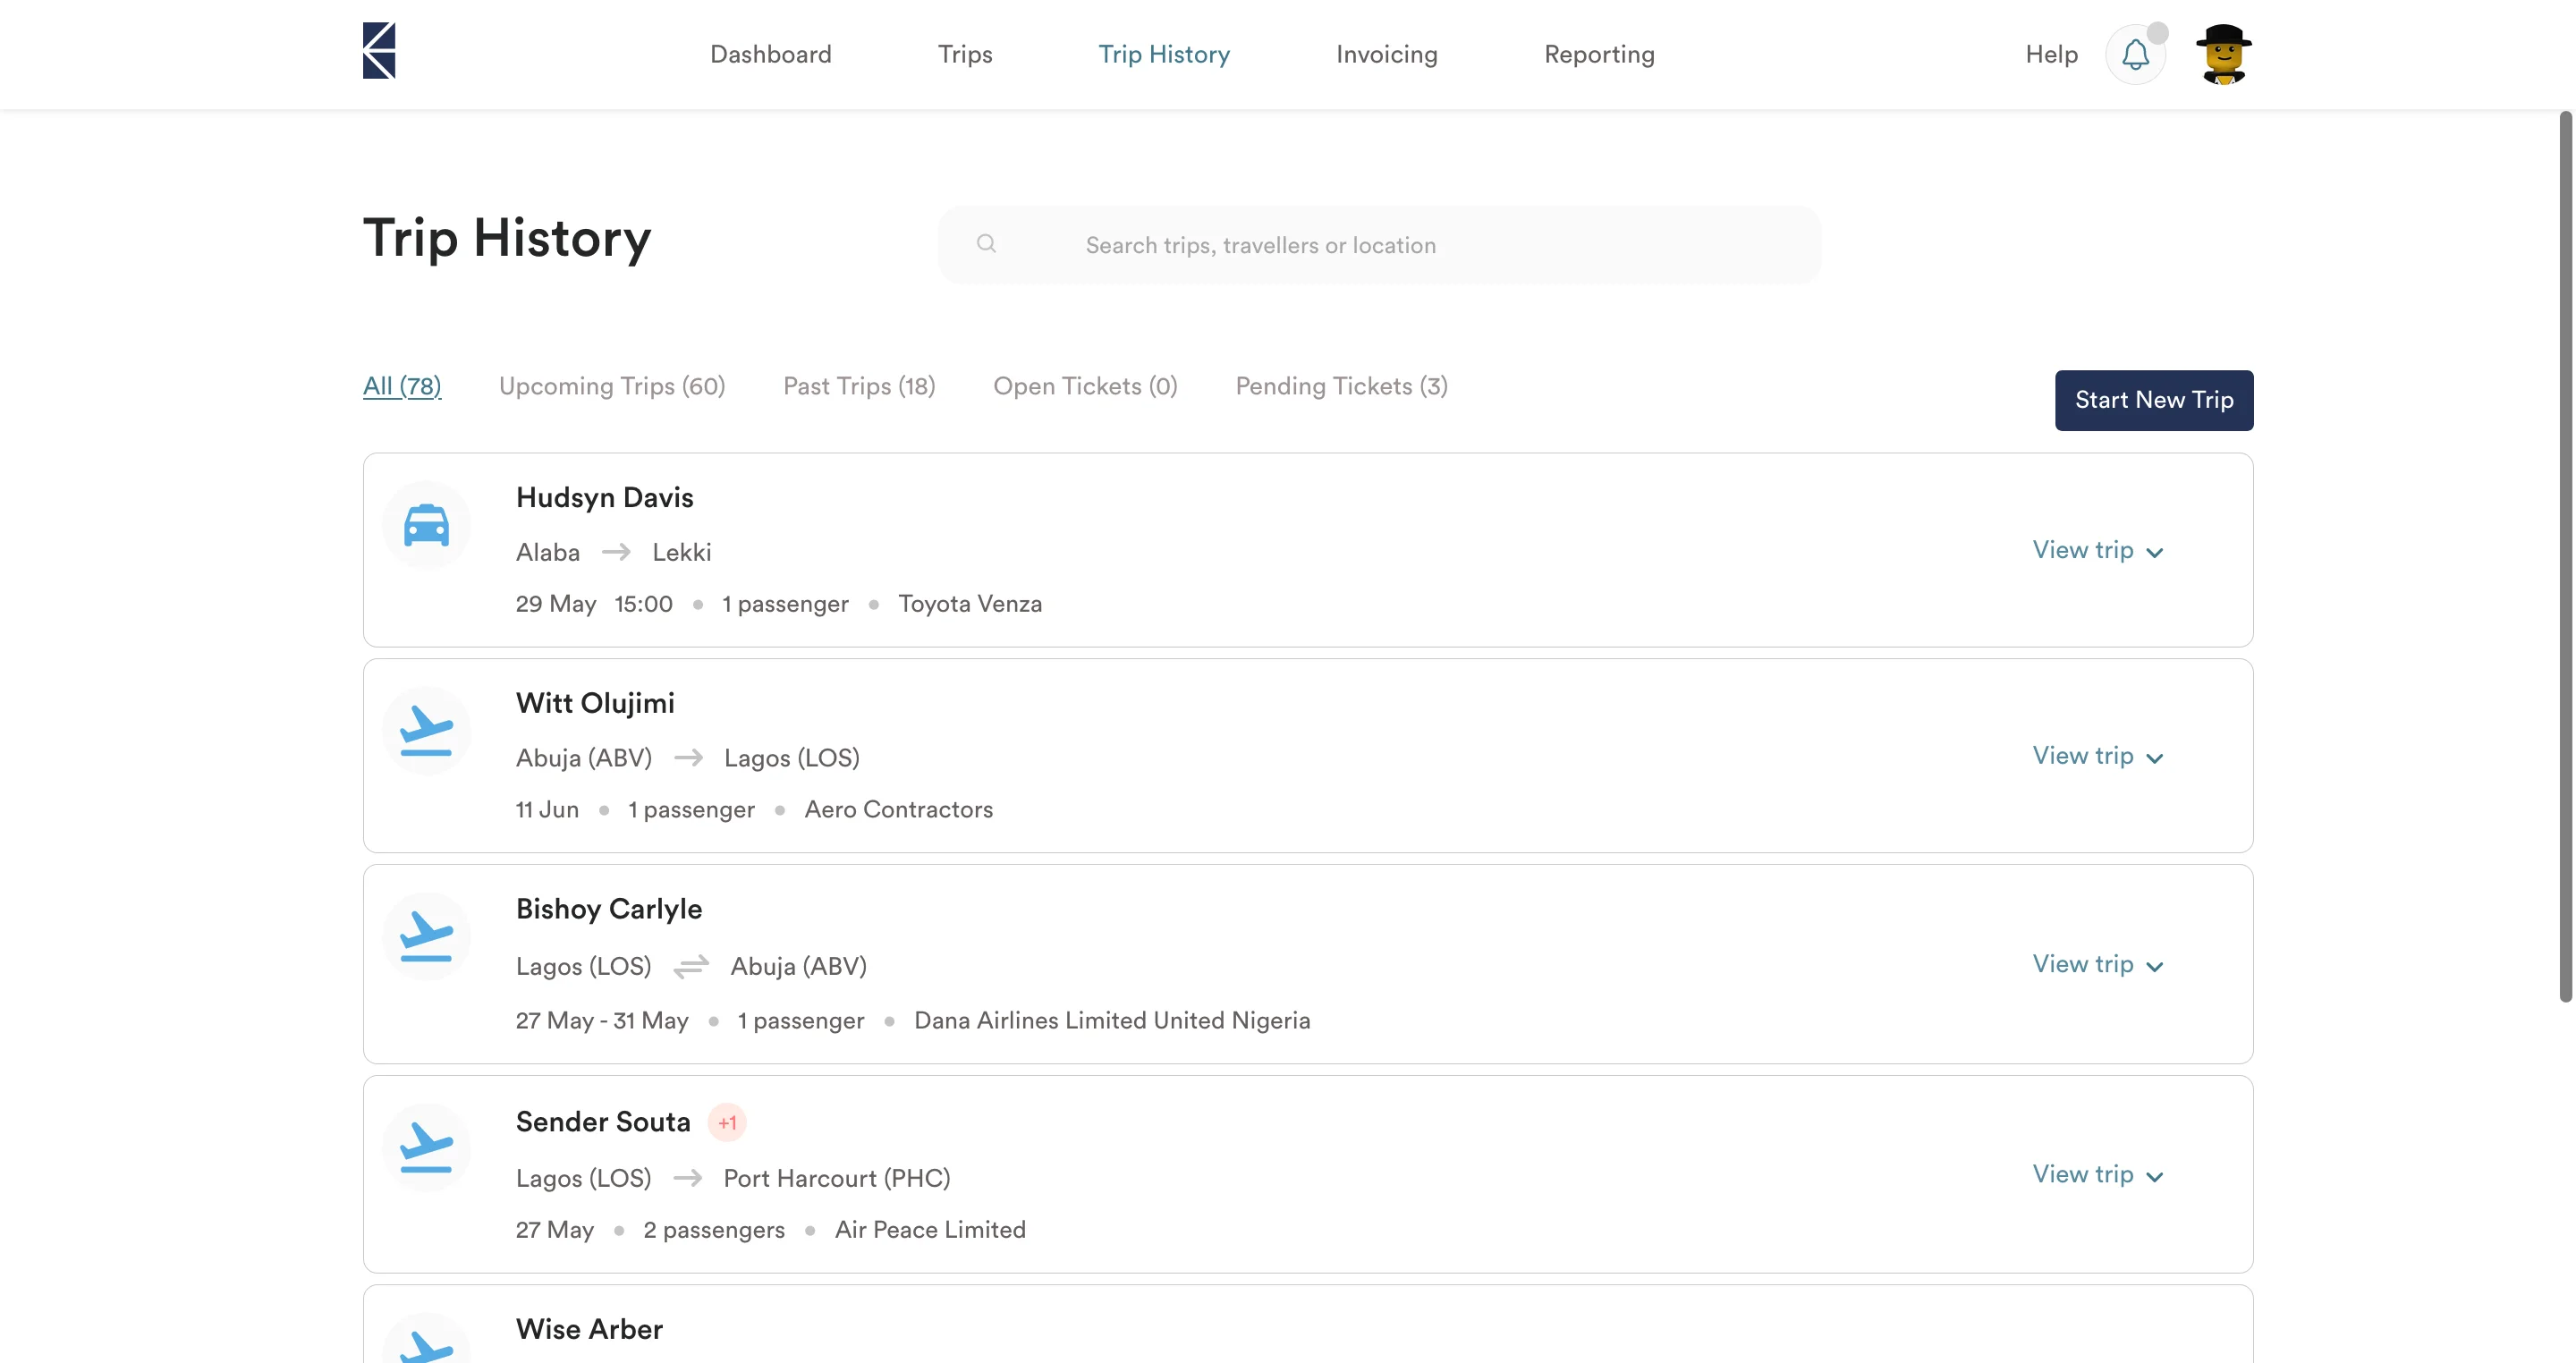 Dashboard Trips Trip History Invoicing Reporting Help
Trip History
Search trips, travellers or location
All (78) Upcoming Trips (60) Past Trips (18) Open Tickets (0) Pending Tickets (3)
Start New Trip
Hudsyn Davis
Alaba → Lekki
View trip
29 May 15:00 • 1 passenger • Toyota Venza
Witt Olujimi
Abuja (ABV) → Lagos (LOS)
View trip
11 Jun • 1 passenger • Aero Contractors
Bishoy Carlyle
Lagos (LOS) ⇌ Abuja (ABV)
View trip
27 May - 31 May • 1 passenger • Dana Airlines Limited United Nigeria
Sender Souta +1
Lagos (LOS) → Port Harcourt (PHC)
View trip
27 May • 2 passengers • Air Peace Limited
Wise Arber